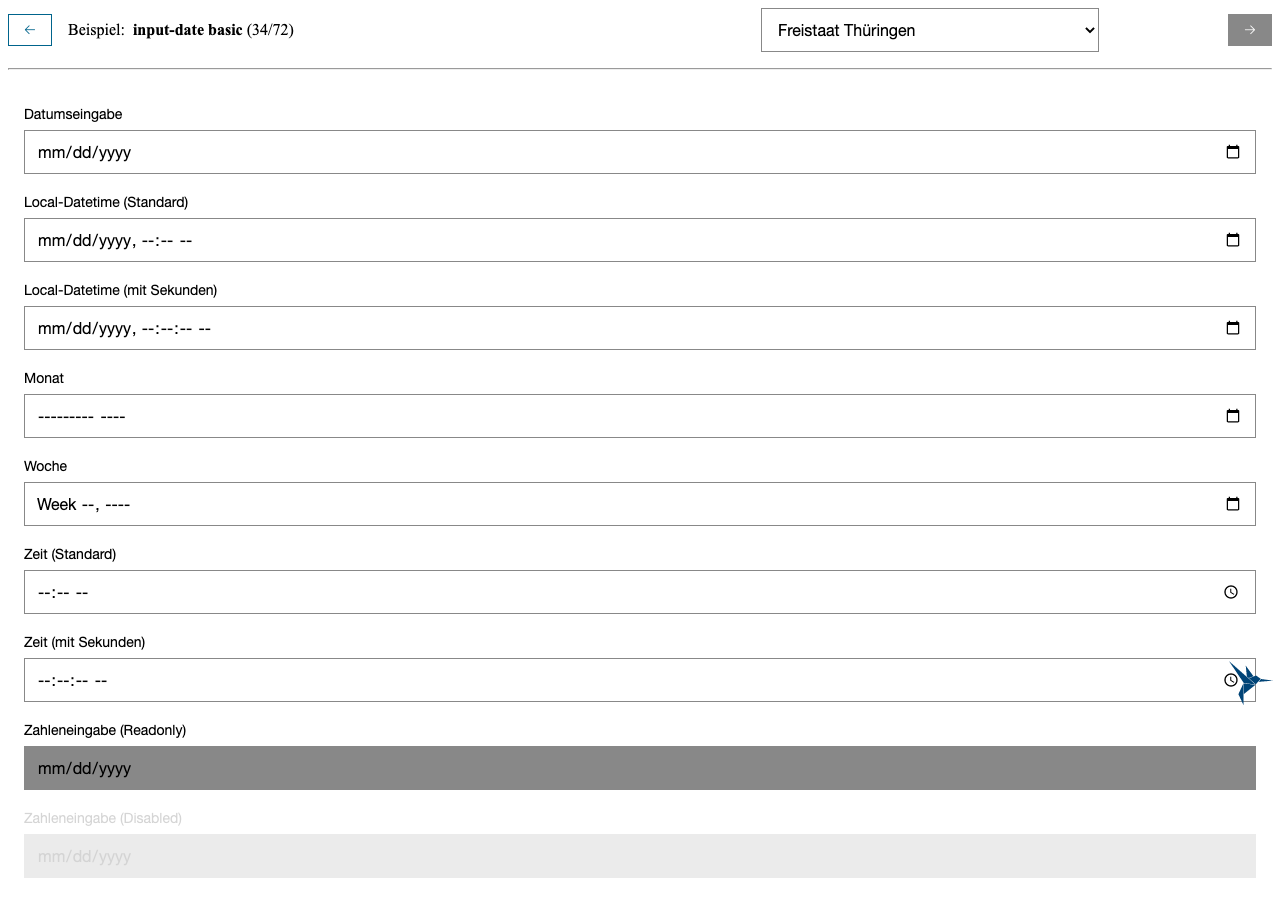 ← Beispiel: input-date basic (34/72) Freistaat Thüringen →
Datumseingabe
mm/dd/yyyy
Local-Datetime (Standard)
mm/dd/yyyy, --:-- --
Local-Datetime (mit Sekunden)
mm/dd/yyyy, --:--:-- --
Monat
--------- ----
Woche
Week --, ----
Zeit (Standard)
--:-- --
Zeit (mit Sekunden)
--:--:-- --
Zahleneingabe (Readonly)
mm/dd/yyyy
Zahleneingabe (Disabled)
mm/dd/yyyy